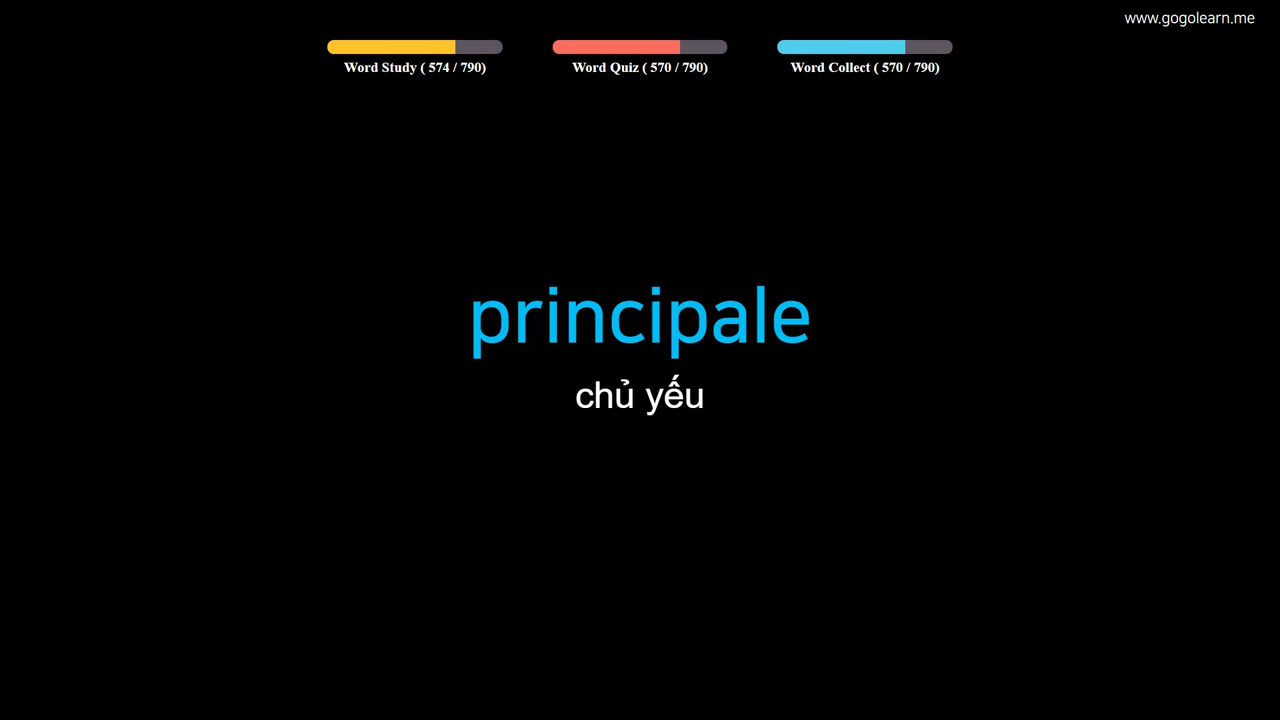 www.gogolearn.me
Word Study ( 574 / 790)
Word Quiz ( 570 / 790)
Word Collect ( 570 / 790)
principale
chủ yếu